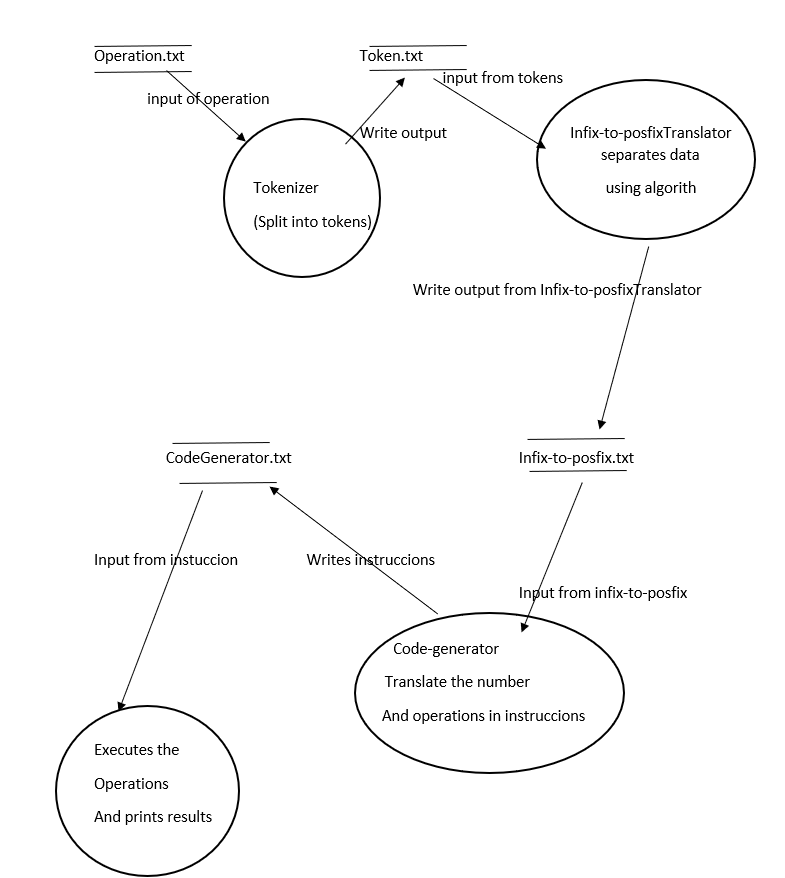 Operation.txt
Token.txt
input of operation
input from tokens
Write output
Tokenizer
(Split into tokens)
Infix-to-posfixTranslator
separates data
using algorith
Write output from Infix-to-posfixTranslator
Infix-to-posfix.txt
CodeGenerator.txt
Input from infix-to-posfix
Writes instruccions
Input from instuccion
Code-generator
Translate the number
And operations in instruccions
Executes the
Operations
And prints results